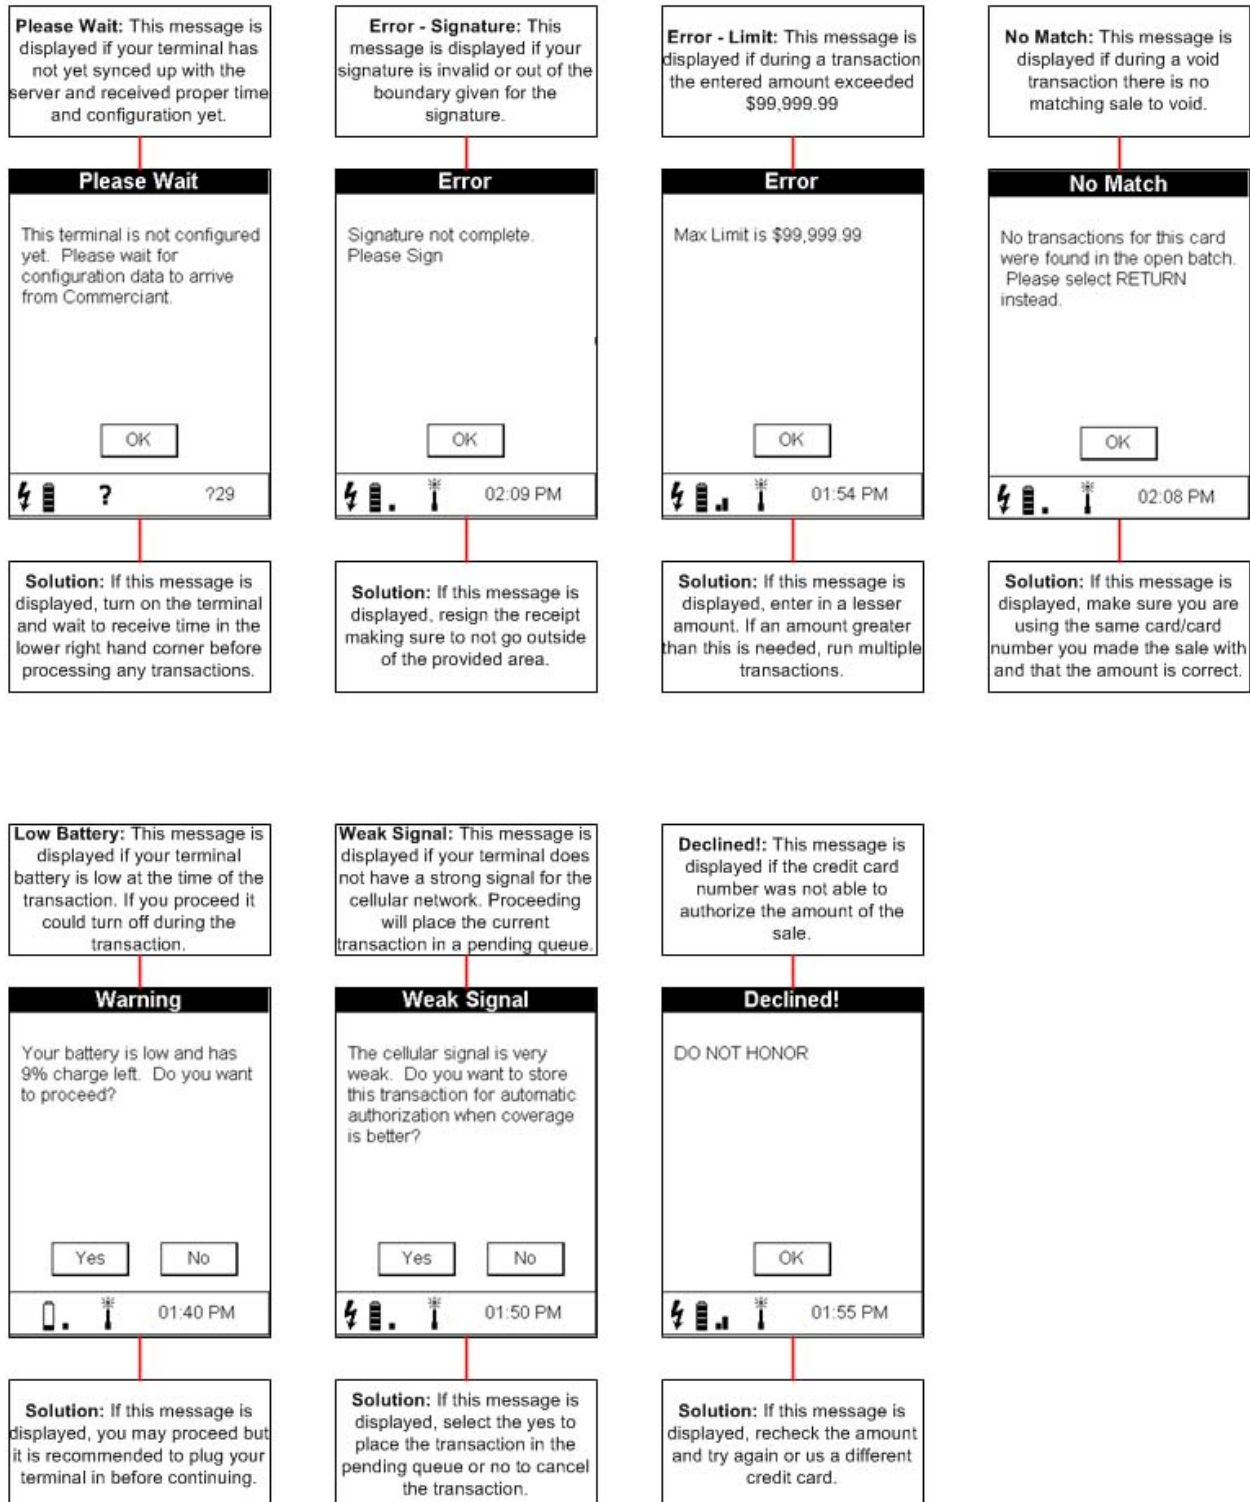 Please Wait: This message is
displayed if your terminal has
not yet synced up with the
server and received proper time
and configuration yet.
Please Wait
This terminal is not configured
yet. Please wait for
configuration data to arrive
from Commerciant.
OK
? ?29
Solution: If this message is
displayed, turn on the terminal
and wait to receive time in the
lower right hand corner before
processing any transactions.
Error - Signature: This
message is displayed if your
signature is invalid or out of the
boundary given for the
signature.
Error
Signature not complete.
Please Sign
OK
02:09 PM
Solution: If this message is
displayed, resign the receipt
making sure to not go outside
of the provided area.
Error - Limit: This message is
displayed if during a transaction
the entered amount exceeded
$99,999.99
Error
Max Limit is $99,999.99
OK
01:54 PM
Solution: If this message is
displayed, enter in a lesser
amount. If an amount greater
than this is needed, run multiple
transactions.
No Match: This message is
displayed if during a void
transaction there is no
matching sale to void.
No Match
No transactions for this card
were found in the open batch.
Please select RETURN
instead.
OK
02:08 PM
Solution: If this message is
displayed, make sure you are
using the same card/card
number you made the sale with
and that the amount is correct.
Low Battery: This message is
displayed if your terminal
battery is low at the time of the
transaction. If you proceed it
could turn off during the
transaction.
Warning
Your battery is low and has
9% charge left. Do you want
to proceed?
Yes No
01:40 PM
Solution: If this message is
displayed, you may proceed but
it is recommended to plug your
terminal in before continuing.
Weak Signal: This message is
displayed if your terminal does
not have a strong signal for the
cellular network. Proceeding
will place the current
transaction in a pending queue.
Weak Signal
The cellular signal is very
weak. Do you want to store
this transaction for automatic
authorization when coverage
is better?
Yes No
01:50 PM
Solution: If this message is
displayed, select the yes to
place the transaction in the
pending queue or no to cancel
the transaction.
Declined!: This message is
displayed if the credit card
number was not able to
authorize the amount of the
sale.
Declined!
DO NOT HONOR
OK
01:55 PM
Solution: If this message is
displayed, recheck the amount
and try again or us a different
credit card.